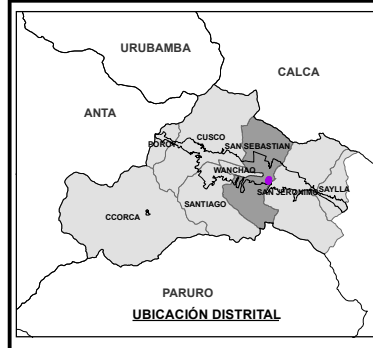 URUBAMBA
CALCA
ANTA
CUSCO
POROY
SAN SEBASTIAN
WANCHAQ
SAN JERONIMO
SAYLLA
SANTIAGO
CCORCA
PARURO
UBICACIÓN DISTRITAL